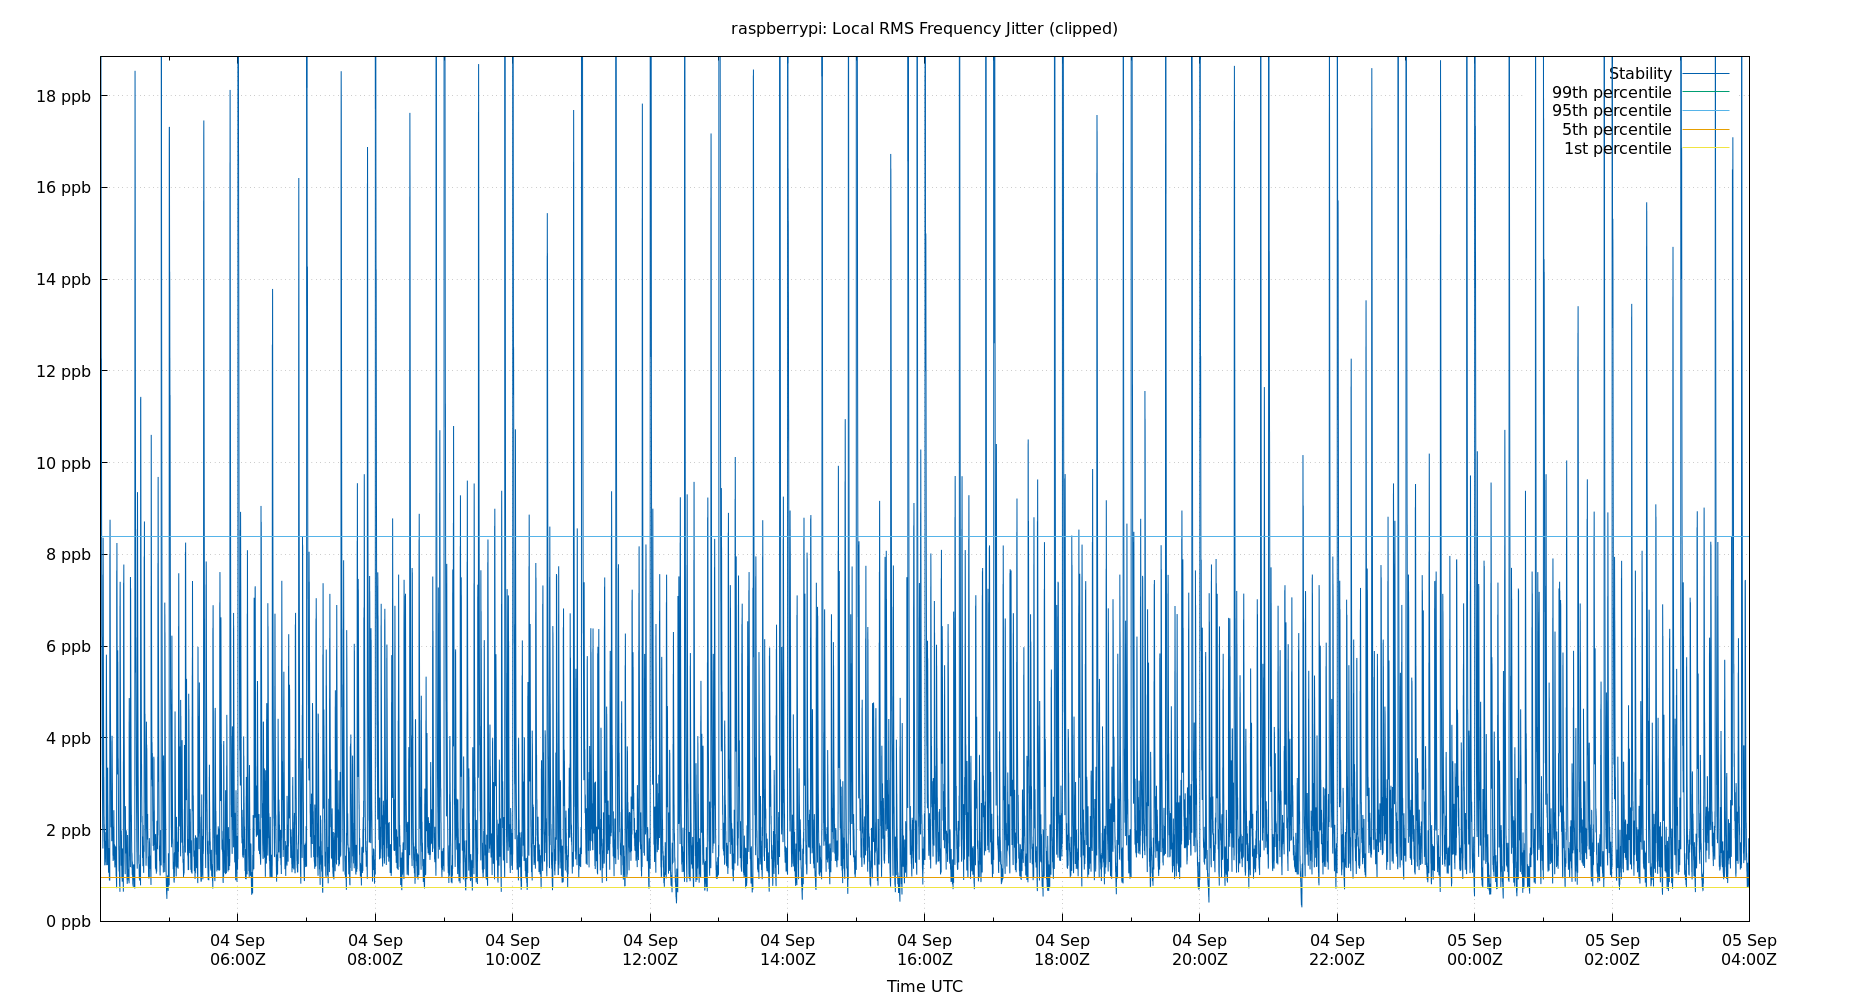 raspberrypi: Local RMS Frequency Jitter (clipped)
Stability
99th percentile
95th percentile
5th percentile
1st percentile
18 ppb
16 ppb
14 ppb
12 ppb
10 ppb
8 ppb
6 ppb
4 ppb
2 ppb
0 ppb
04 Sep 04 Sep 04 Sep 04 Sep 04 Sep 04 Sep 04 Sep 04 Sep 04 Sep 05 Sep 05 Sep 05 Sep
06:00Z 08:00Z 10:00Z 12:00Z 14:00Z 16:00Z 18:00Z 20:00Z 22:00Z 00:00Z 02:00Z 04:00Z
Time UTC